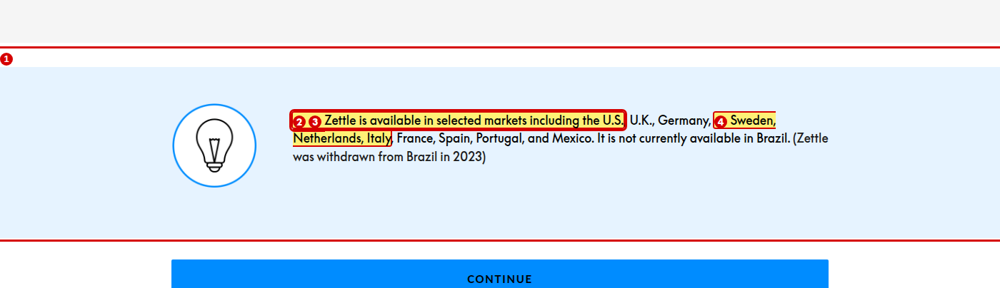 1
2 3 Zettle is available in selected markets including the U.S., U.K., Germany, 4 Sweden,
Netherlands, Italy, France, Spain, Portugal, and Mexico. It is not currently available in Brazil. (Zettle
was withdrawn from Brazil in 2023)
CONTINUE